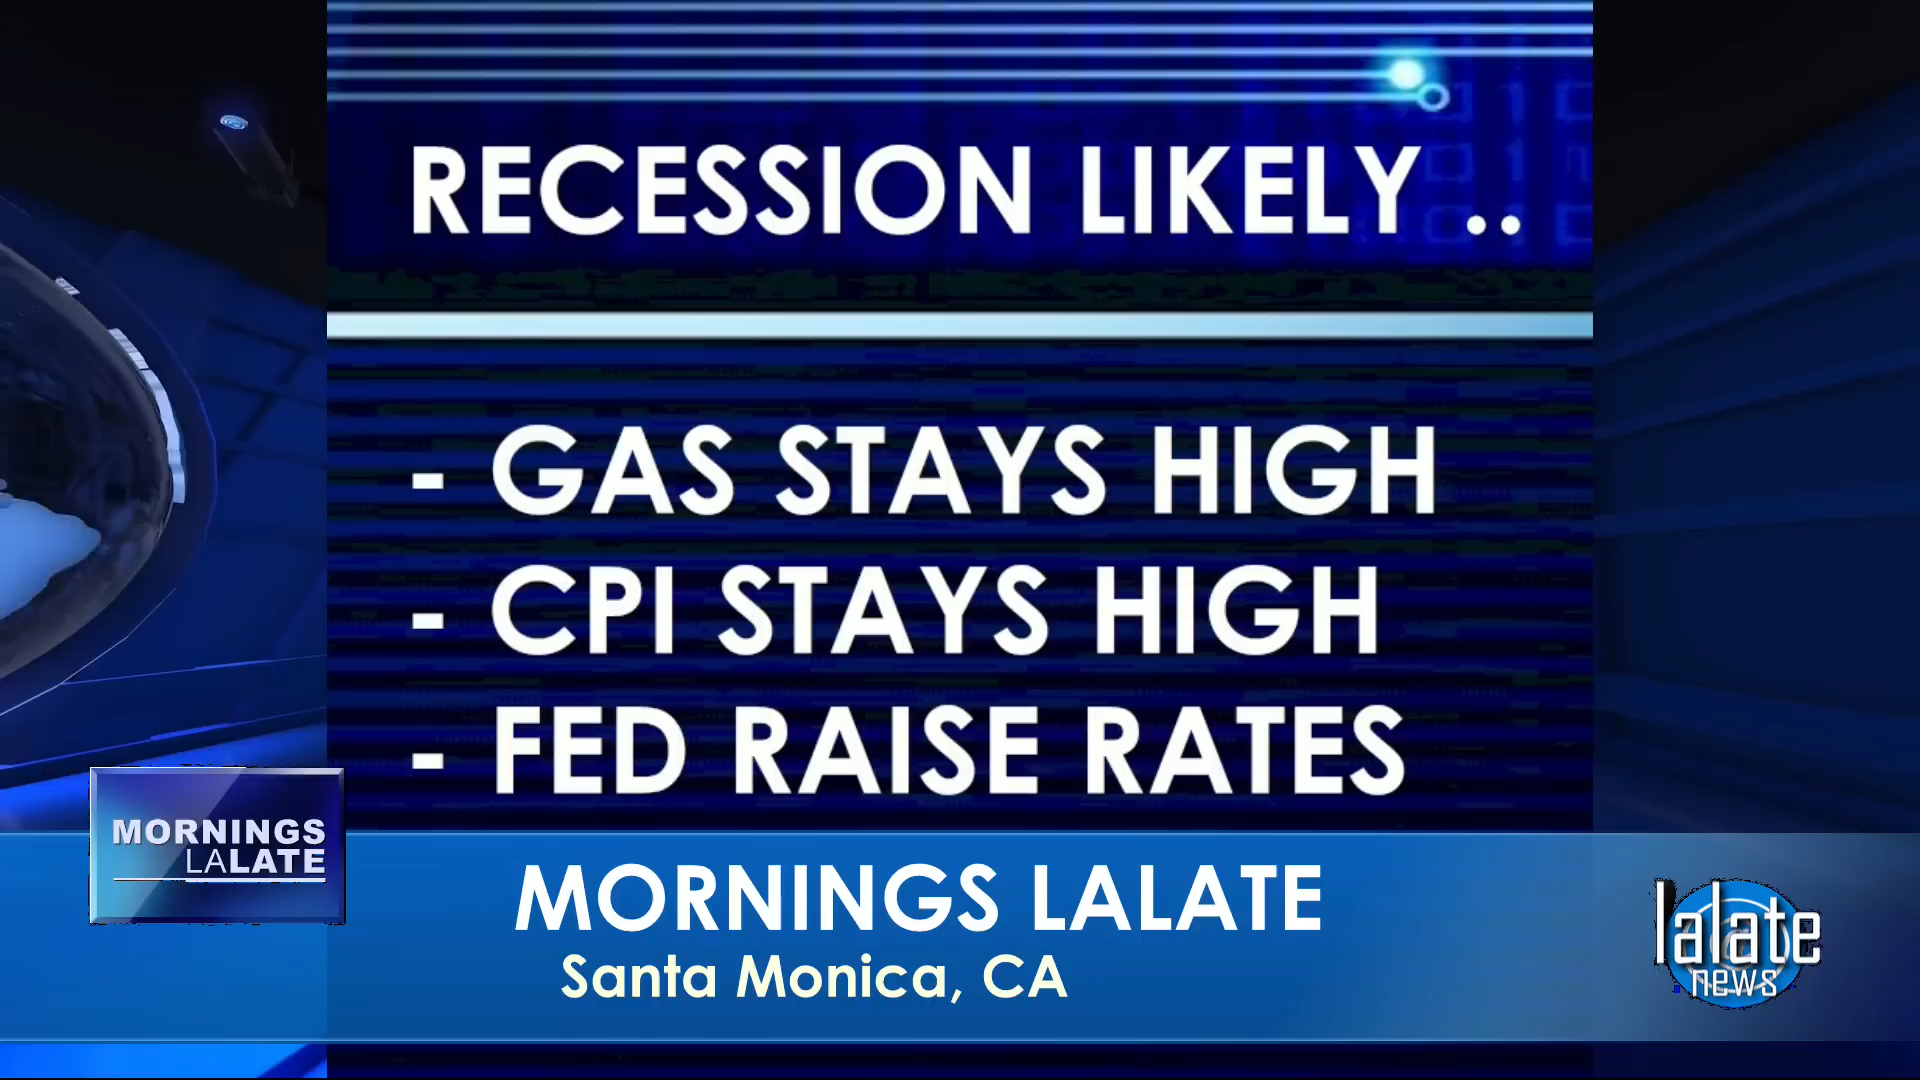 RECESSION LIKELY ..
- GAS STAYS HIGH
- CPI STAYS HIGH
- FED RAISE RATES
MORNINGS
LALATE
MORNINGS LALATE
Santa Monica, CA
lalate
news